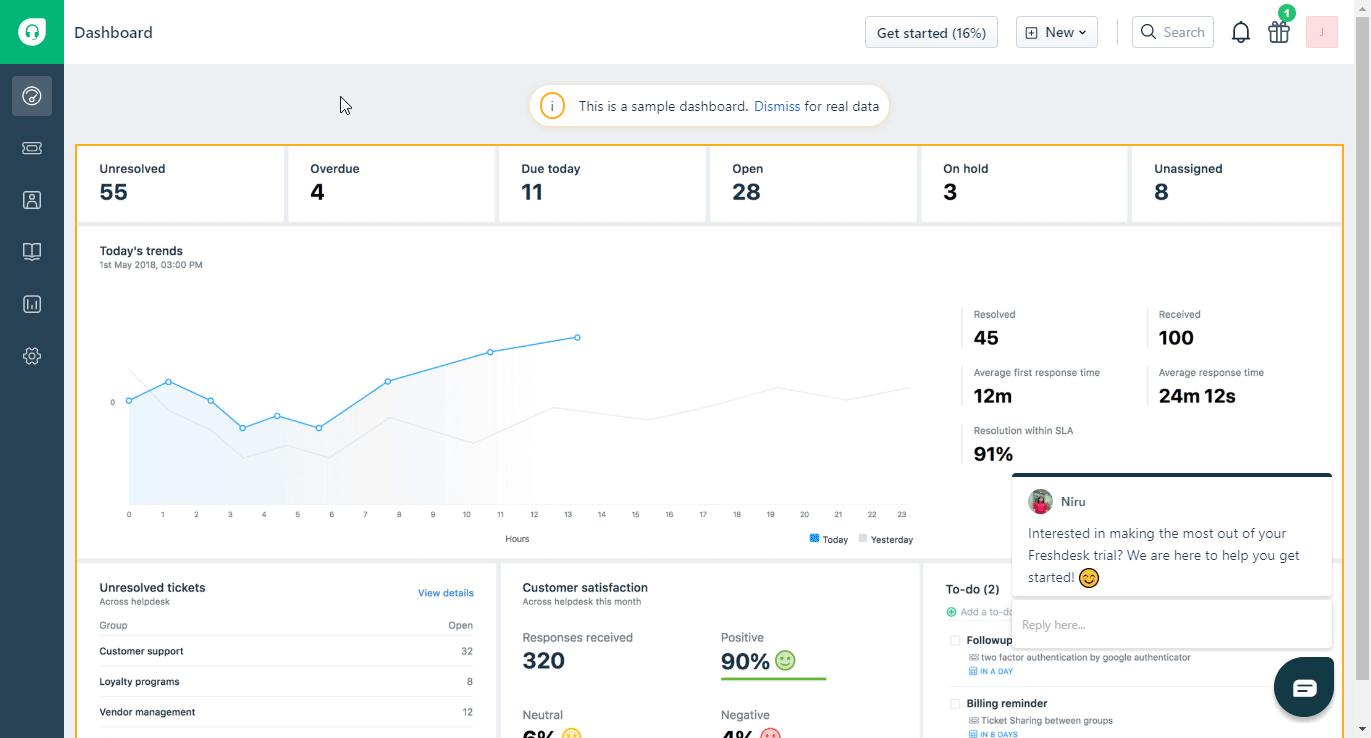 Dashboard
Get started (16%)
New
Search
1
J
i
This is a sample dashboard. Dismiss for real data
Unresolved
55
Overdue
4
Due today
11
Open
28
On hold
3
Unassigned
8
Today's trends
1st May 2018, 03:00 PM
0
0 1 2 3 4 5 6 7 8 9 10 11 12 13 14 15 16 17 18 19 20 21 22 23
Hours
Today
Yesterday
Resolved
45
Received
100
Average first response time
12m
Average response time
24m 12s
Resolution within SLA
91%
Niru
Interested in making the most out of your
Freshdesk trial? We are here to help you get
started! 😊
Reply here...
Unresolved tickets
Across helpdesk
View details
Group Open
Customer support 32
Loyalty programs 8
Vendor management 12
Customer satisfaction
Across helpdesk this month
Responses received
320
Positive
90%
Neutral
6%
Negative
4%
To-do (2)
Add a to-do
Followup
two factor authentication by google authenticator
IN A DAY
Billing reminder
Ticket Sharing between groups
IN 8 DAYS